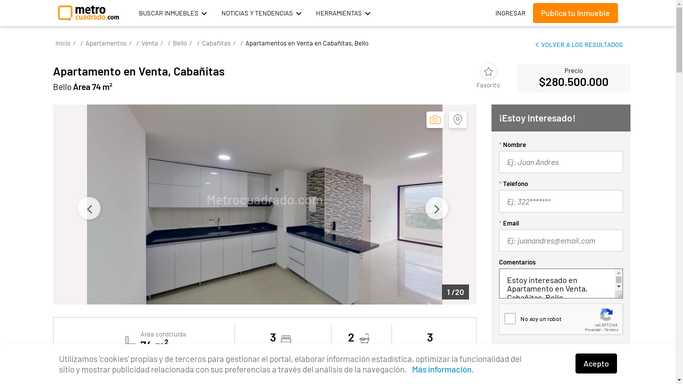 metro
cuadrado.com
BUSCAR INMUEBLES
NOTICIAS Y TENDENCIAS
HERRAMIENTAS
INGRESAR
Publica tu Inmueble
Inicio / / Apartamentos / / Venta / / Bello / / Cabañitas / / Apartamentos en Venta en Cabañitas, Bello
VOLVER A LOS RESULTADOS
Apartamento en Venta, Cabañitas
Bello Area 74 m²
Favorito
Precio
$280.500.000
Metrocuadrado.com
1 / 20
¡Estoy Interesado!
* Nombre
Ej: Juan Andres
* Telefono
Ej: 322*******
* Email
Ej: juanandres@email.com
Comentarios
Estoy interesado en
Apartamento en Venta,
Cabañitas, Bello
No soy un robot
reCAPTCHA
Privacidad - Términos
Área construida
74 m²
3
2
3
Utilizamos 'cookies' propias y de terceros para gestionar el portal, elaborar información estadística, optimizar la funcionalidad del
sitio y mostrar publicidad relacionada con sus preferencias a través del análisis de la navegación. Más información.
Acepto